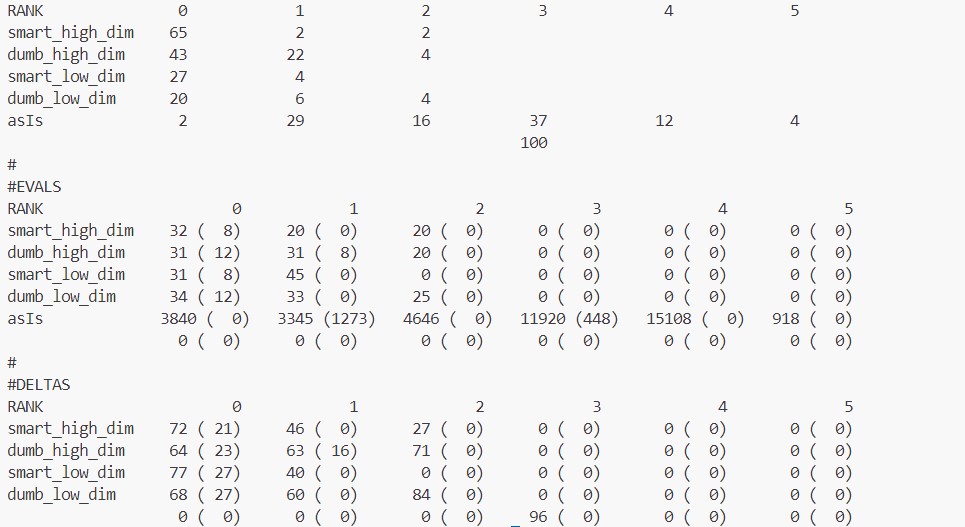 RANK 0 1 2 3 4 5
smart_high_dim 65 2 2
dumb_high_dim 43 22 4
smart_low_dim 27 4
dumb_low_dim 20 6 4
asIs 2 29 16 37 12 4
100
#
#EVALS
RANK 0 1 2 3 4 5
smart_high_dim 32 ( 8) 20 ( 0) 20 ( 0) 0 ( 0) 0 ( 0) 0 ( 0)
dumb_high_dim 31 ( 12) 31 ( 8) 20 ( 0) 0 ( 0) 0 ( 0) 0 ( 0)
smart_low_dim 31 ( 8) 45 ( 0) 0 ( 0) 0 ( 0) 0 ( 0) 0 ( 0)
dumb_low_dim 34 ( 12) 33 ( 0) 25 ( 0) 0 ( 0) 0 ( 0) 0 ( 0)
asIs 3840 ( 0) 3345 (1273) 4646 ( 0) 11920 (448) 15108 ( 0) 918 ( 0)
0 ( 0) 0 ( 0) 0 ( 0) 0 ( 0) 0 ( 0) 0 ( 0)
#
#DELTAS
RANK 0 1 2 3 4 5
smart_high_dim 72 ( 21) 46 ( 0) 27 ( 0) 0 ( 0) 0 ( 0) 0 ( 0)
dumb_high_dim 64 ( 23) 63 ( 16) 71 ( 0) 0 ( 0) 0 ( 0) 0 ( 0)
smart_low_dim 77 ( 27) 40 ( 0) 0 ( 0) 0 ( 0) 0 ( 0) 0 ( 0)
dumb_low_dim 68 ( 27) 60 ( 0) 84 ( 0) 0 ( 0) 0 ( 0) 0 ( 0)
0 ( 0) 0 ( 0) 0 ( 0) 96 ( 0) 0 ( 0) 0 ( 0)